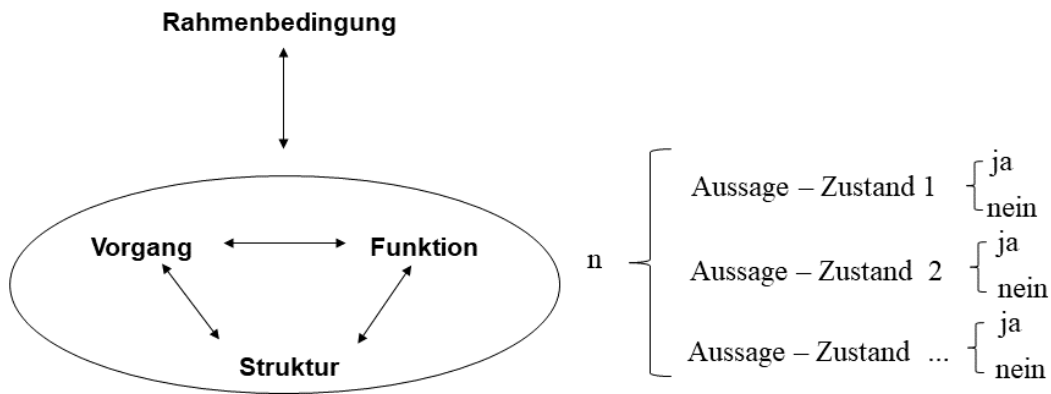 Rahmenbedingung
Vorgang
Funktion
Struktur
n
Aussage – Zustand 1
ja
nein
Aussage – Zustand 2
ja
nein
Aussage – Zustand ...
ja
nein